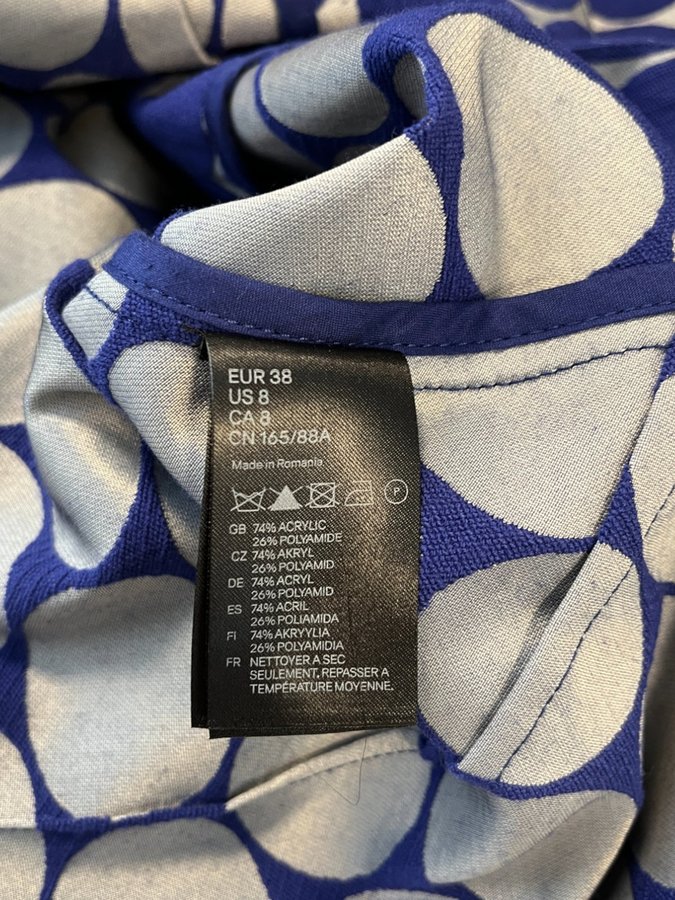 EUR 38
US 8
CA 8
CN 165/88A
Made in Romania
P
GB 74% ACRYLIC
26% POLYAMIDE
CZ 74% AKRYL
26% POLYAMID
DE 74% ACRYL
26% POLYAMID
ES 74% ACRIL
26% POLIAMIDA
FI 74% AKRYYLIA
26% POLYAMIDIA
FR NETTOYER A SEC
SEULEMENT, REPASSER A
TEMPÉRATURE MOYENNE.